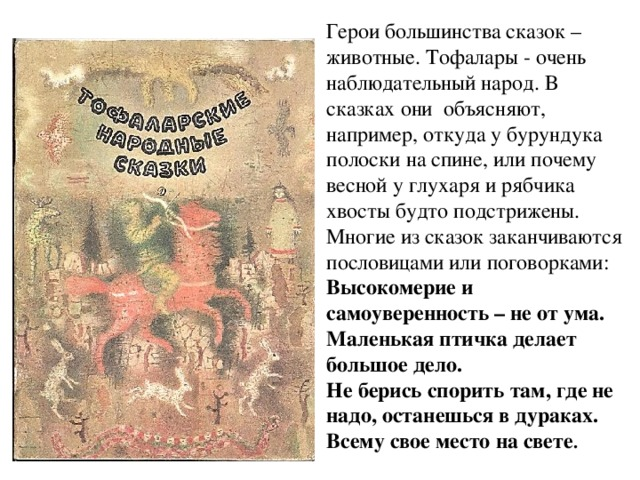 ТОФАЛАРСКИЕ
НАРОДНЫЕ
СКАЗКИ
Герои большинства сказок –
животные. Тофалары - очень
наблюдательный народ. В
сказках они объясняют,
например, откуда у бурундука
полоски на спине, или почему
весной у глухаря и рябчика
хвосты будто подстрижены.
Многие из сказок заканчиваются
пословицами или поговорками:
Высокомерие и
самоуверенность – не от ума.
Маленькая птичка делает
большое дело.
Не берись спорить там, где не
надо, останешься в дураках.
Всему свое место на свете.